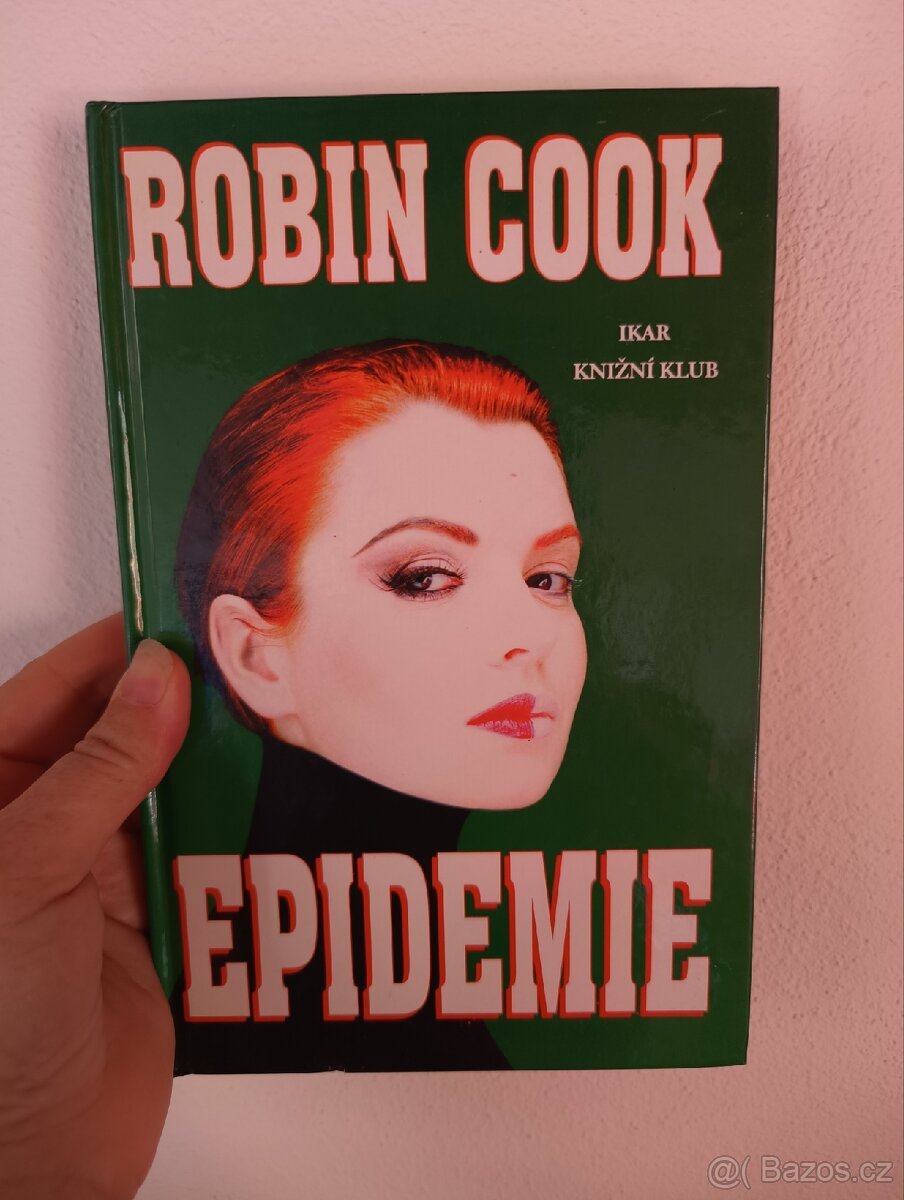 ROBIN COOK
IKAR
KNIŽNÍ KLUB
EPIDEMIE
@( Bazos.cz